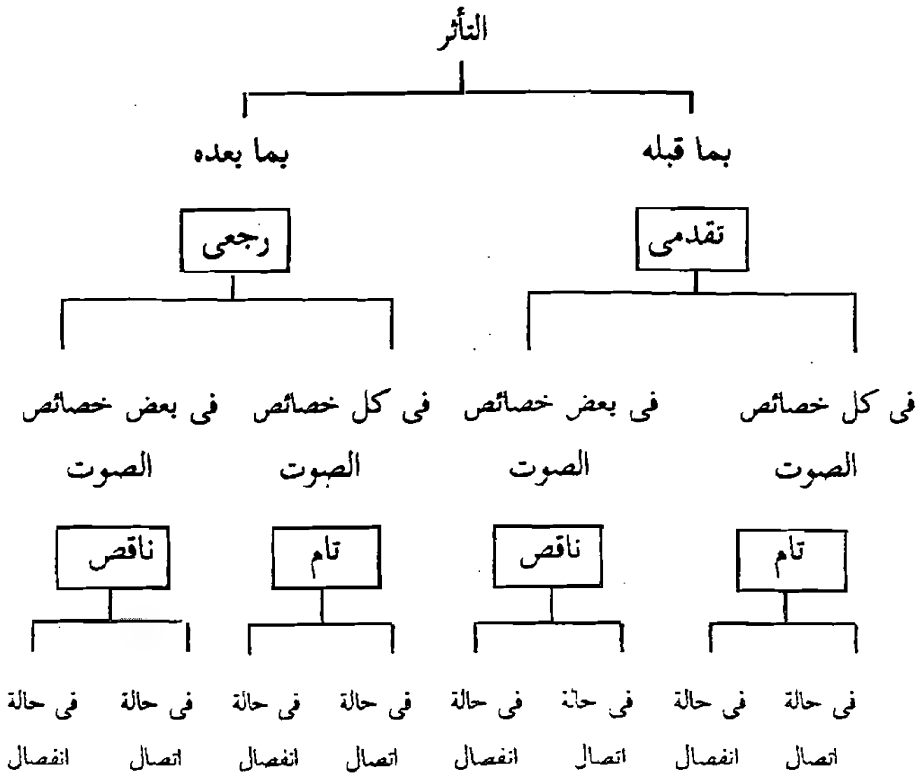 التأثر
بما قبله بما بعده
تقدمى رجعى
فى كل خصائص فى بعض خصائص فى كل خصائص فى بعض خصائص
الصوت الصوت الصوت الصوت
تام ناقص تام ناقص
فى حالة فى حالة فى حالة فى حالة فى حالة فى حالة فى حالة فى حالة
اتصال انفصال اتصال انفصال اتصال انفصال اتصال انفصال